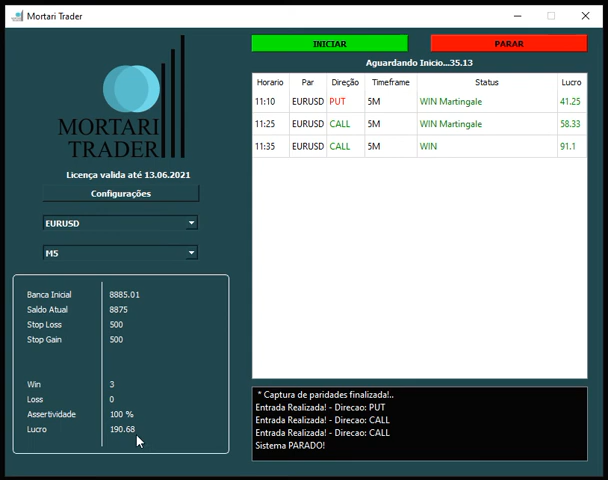 Mortari Trader
INICIAR
PARAR
Aguardando Inicio...35.13
MORTARI
TRADER
Licença valida até 13.06.2021
Configurações
EURUSD
M5
Horario Par Direção Timeframe Status Lucro
11:10 EURUSD PUT 5M WIN Martingale 41.25
11:25 EURUSD CALL 5M WIN Martingale 58.33
11:35 EURUSD CALL 5M WIN 91.1
Banca Inicial 8885.01
Saldo Atual 8875
Stop Loss 500
Stop Gain 500
Win 3
Loss 0
Assertividade 100 %
Lucro 190.68
* Captura de paridades finalizada!..
Entrada Realizada! - Direcao: PUT
Entrada Realizada! - Direcao: CALL
Entrada Realizada! - Direcao: CALL
Sistema PARADO!